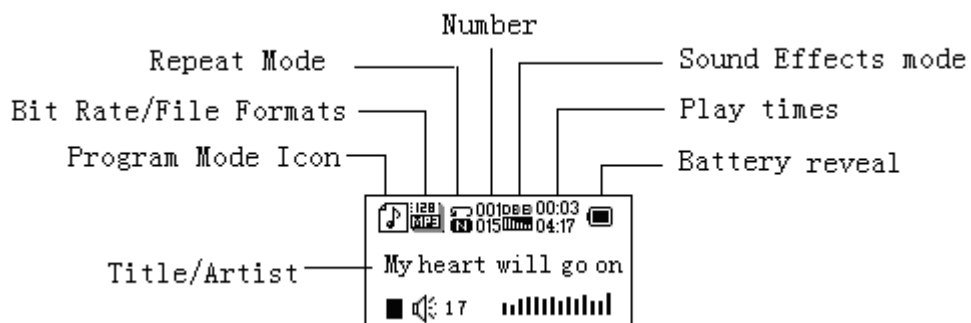 Number
Repeat Mode
Sound Effects mode
Bit Rate/File Formats
Play times
Program Mode Icon
Battery reveal
128 001 DBB 00:03
MP3 N 015 04:17
Title/Artist
My heart will go on
17